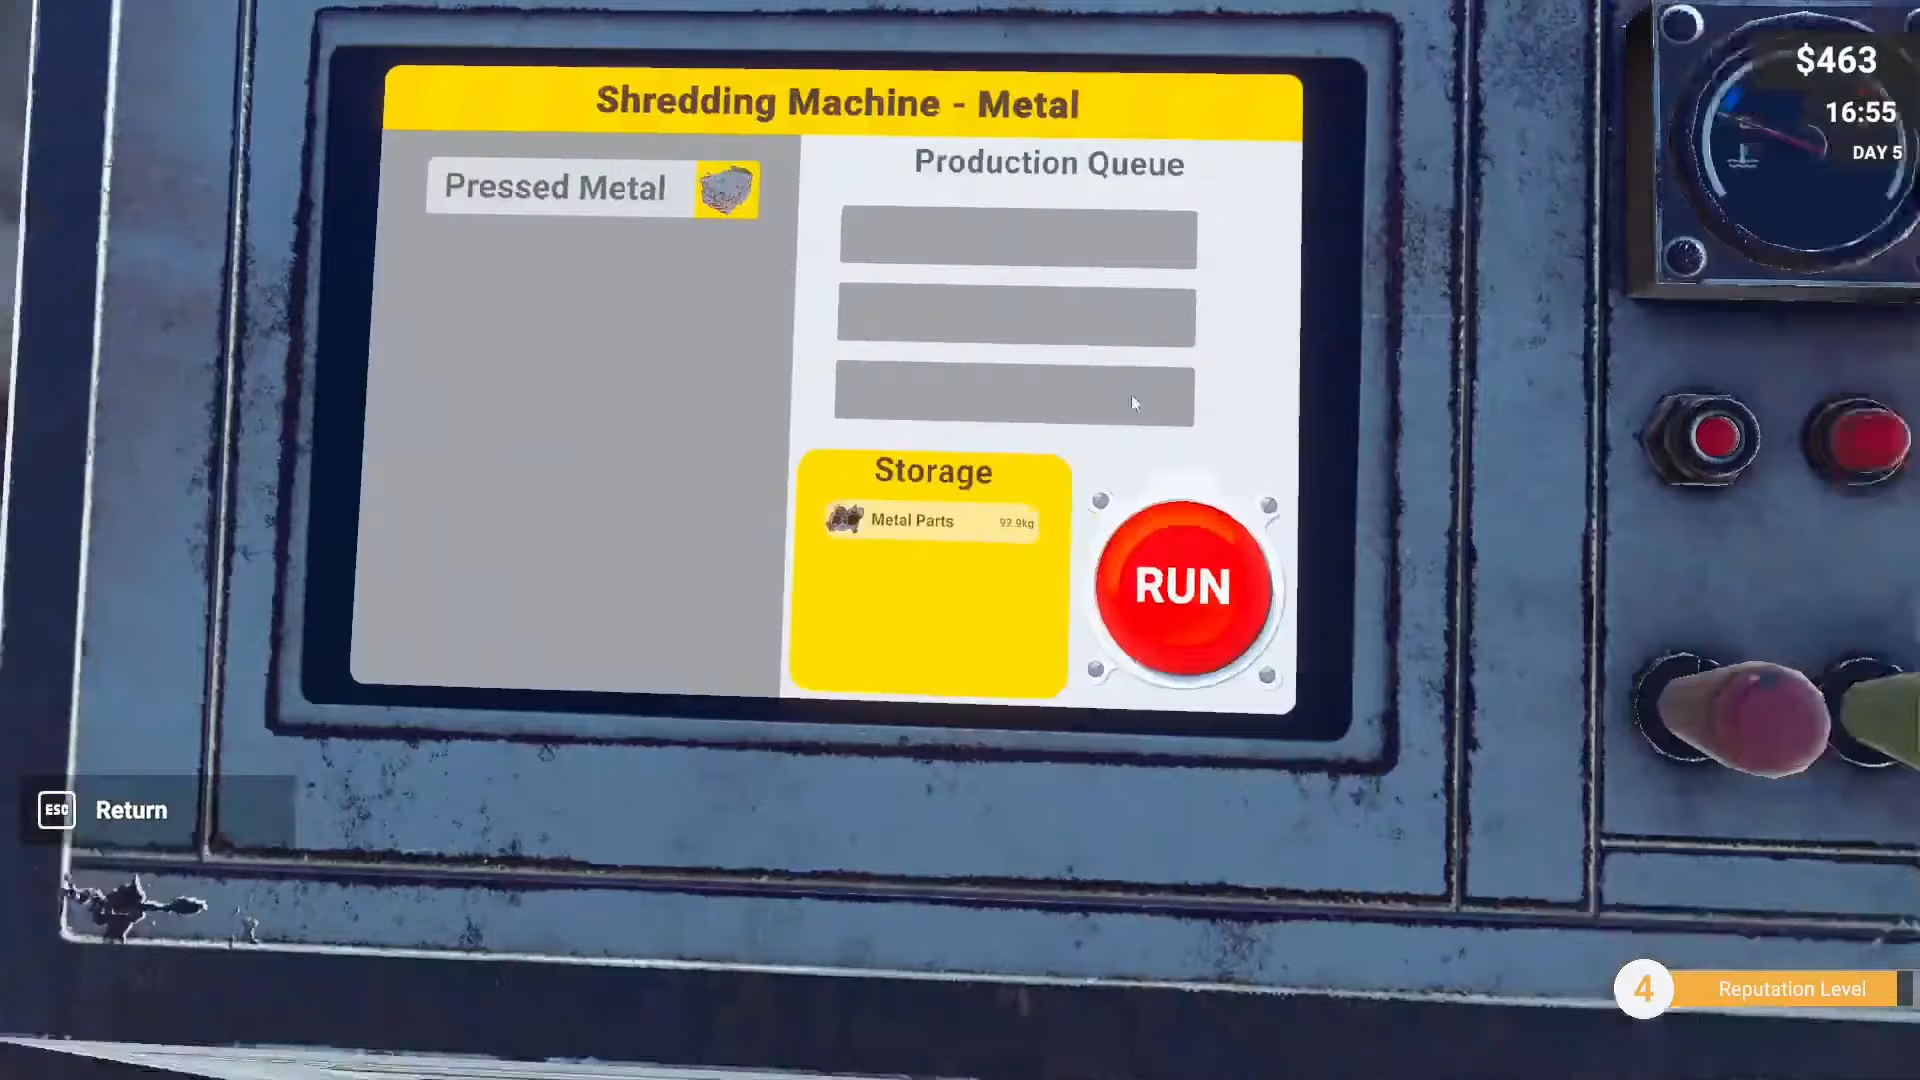 Shredding Machine - Metal
Pressed Metal
Production Queue
Storage
Metal Parts 92.9kg
RUN
$463
16:55
DAY 5
ESC Return
4 Reputation Level